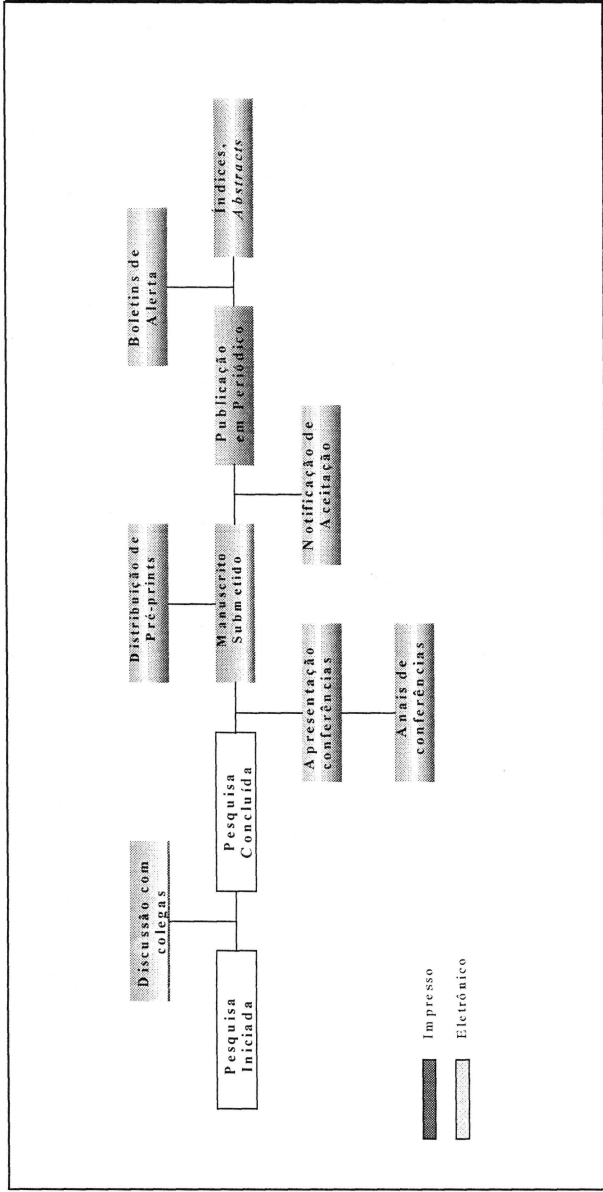 Discussão com
colegas
Distribuição de
Pré-prints
Boletins de
Alerta
Pesquisa
Iniciada
Pesquisa
Concluída
Manuscrito
Submetido
Publicação
em Periódico
Índices,
Abstracts
Apresentação
conferências
Notificação de
Aceitação
Anais de
conferências
Impresso
Eletrônico